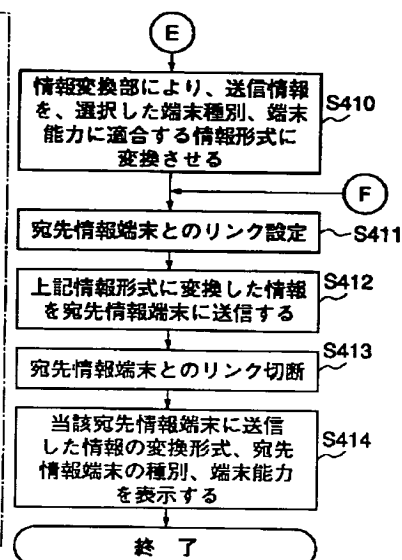 E
情報変換部により、送信情報
を、選択した端末種別、端末
能力に適合する情報形式に
変換させる
S410
F
宛先情報端末とのリンク設定
S411
上記情報形式に変換した情報
を宛先情報端末に送信する
S412
宛先情報端末とのリンク切断
S413
当該宛先情報端末に送信
した情報の変換形式、宛先
情報端末の種別、端末能力
を表示する
S414
終 了